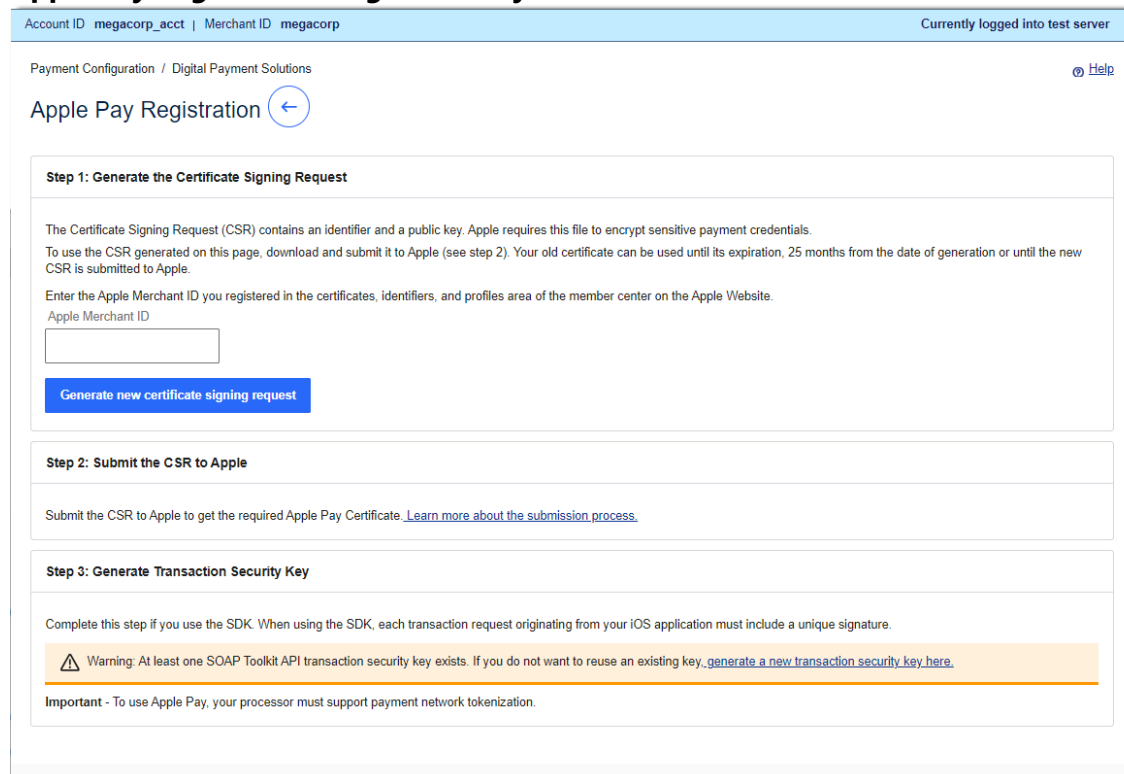 Account ID megacorp_acct | Merchant ID megacorp Currently logged into test server
Payment Configuration / Digital Payment Solutions
Help
Apple Pay Registration
Step 1: Generate the Certificate Signing Request
The Certificate Signing Request (CSR) contains an identifier and a public key. Apple requires this file to encrypt sensitive payment credentials.
To use the CSR generated on this page, download and submit it to Apple (see step 2). Your old certificate can be used until its expiration, 25 months from the date of generation or until the new
CSR is submitted to Apple.
Enter the Apple Merchant ID you registered in the certificates, identifiers, and profiles area of the member center on the Apple Website.
Apple Merchant ID
Generate new certificate signing request
Step 2: Submit the CSR to Apple
Submit the CSR to Apple to get the required Apple Pay Certificate. Learn more about the submission process.
Step 3: Generate Transaction Security Key
Complete this step if you use the SDK. When using the SDK, each transaction request originating from your iOS application must include a unique signature.
Warning: At least one SOAP Toolkit API transaction security key exists. If you do not want to reuse an existing key, generate a new transaction security key here.
Important - To use Apple Pay, your processor must support payment network tokenization.